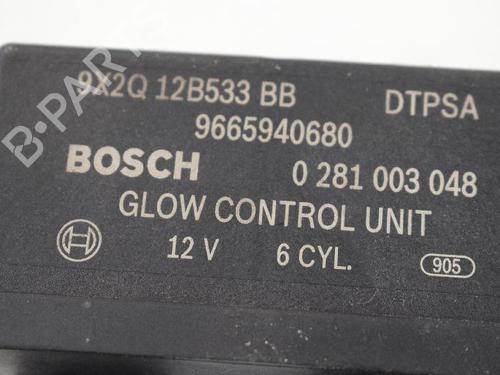 9X2Q 12B533 BB DTPSA
9665940680
BOSCH 0 281 003 048
GLOW CONTROL UNIT
12 V 6 CYL. 905
B-PARTS